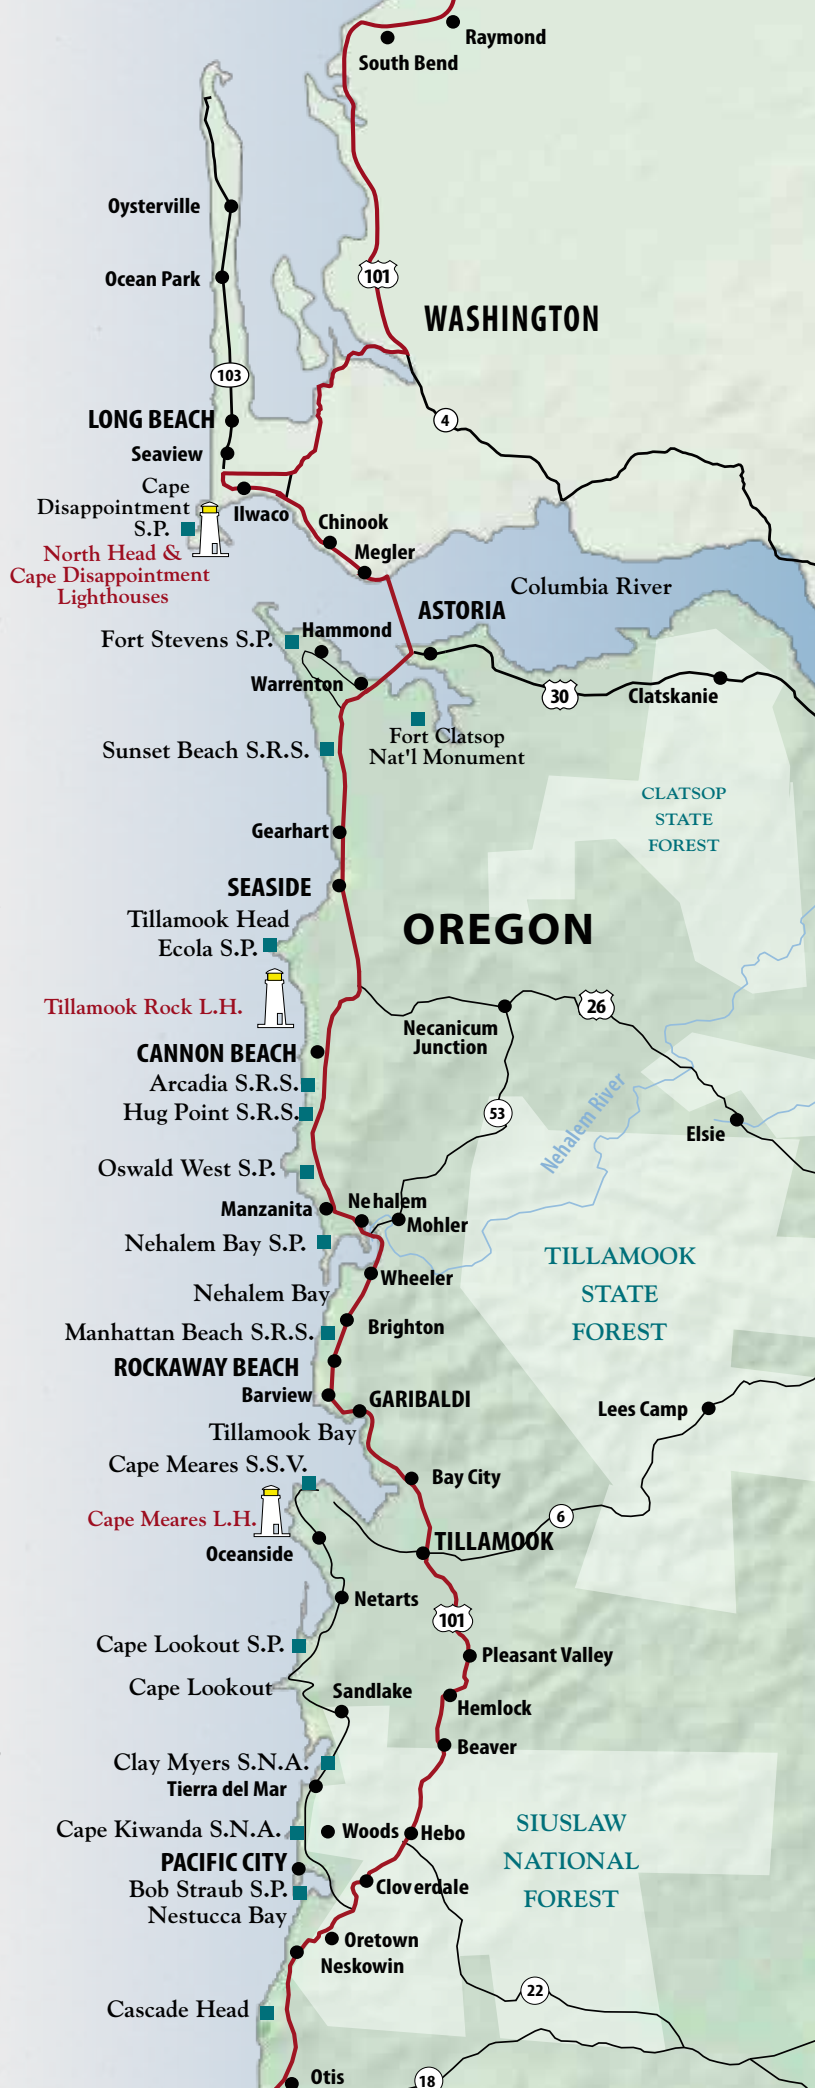 Raymond
South Bend
Oysterville
Ocean Park
101
WASHINGTON
103
LONG BEACH
4
Seaview
Cape
Disappointment
S.P.
Ilwaco
Chinook
North Head &
Cape Disappointment
Lighthouses
Megler
Columbia River
ASTORIA
Hammond
Fort Stevens S.P.
Warrenton
30
Clatskanie
Fort Clatsop
Nat'l Monument
Sunset Beach S.R.S.
CLATSOP
STATE
FOREST
Gearhart
SEASIDE
Tillamook Head
Ecola S.P.
OREGON
Tillamook Rock L.H.
26
Necanicum
Junction
CANNON BEACH
Arcadia S.R.S.
Hug Point S.R.S.
53
Nehalem River
Elsie
Oswald West S.P.
Manzanita
Nehalem
Mohler
Nehalem Bay S.P.
TILLAMOOK
STATE
FOREST
Wheeler
Nehalem Bay
Manhattan Beach S.R.S.
Brighton
ROCKAWAY BEACH
Barview
GARIBALDI
Lees Camp
Tillamook Bay
Cape Meares S.S.V.
Bay City
Cape Meares L.H.
6
Oceanside
TILLAMOOK
Netarts
101
Cape Lookout S.P.
Pleasant Valley
Cape Lookout
Sandlake
Hemlock
Beaver
Clay Myers S.N.A.
Tierra del Mar
Cape Kiwanda S.N.A.
Woods
Hebo
SIUSLAW
NATIONAL
FOREST
PACIFIC CITY
Bob Straub S.P.
Cloverdale
Nestucca Bay
Oretown
Neskowin
22
Cascade Head
Otis
18